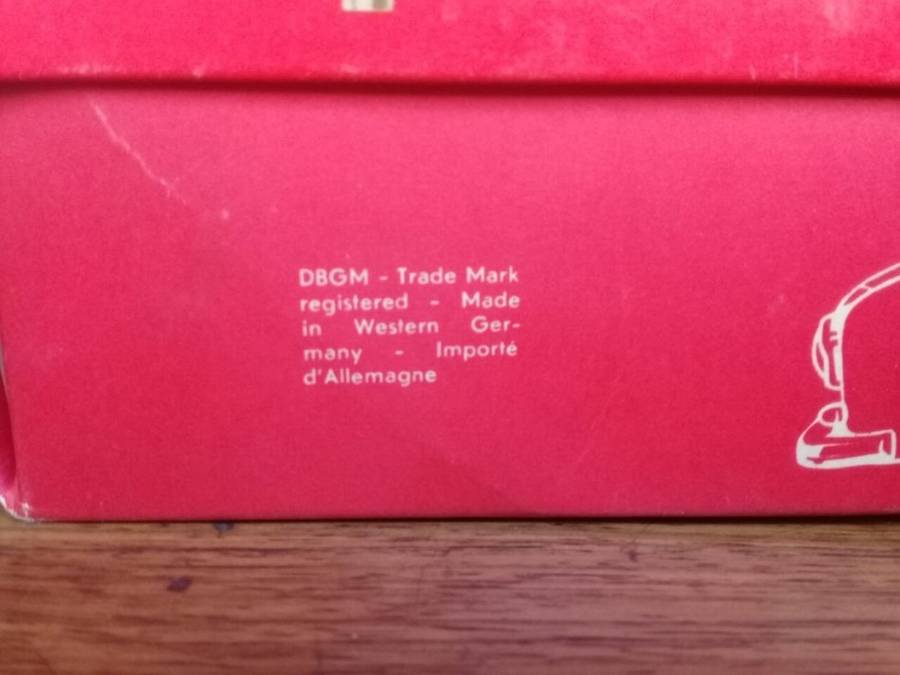 DBGM - Trade Mark
registered - Made
in Western Ger-
many - Importé
d'Allemagne